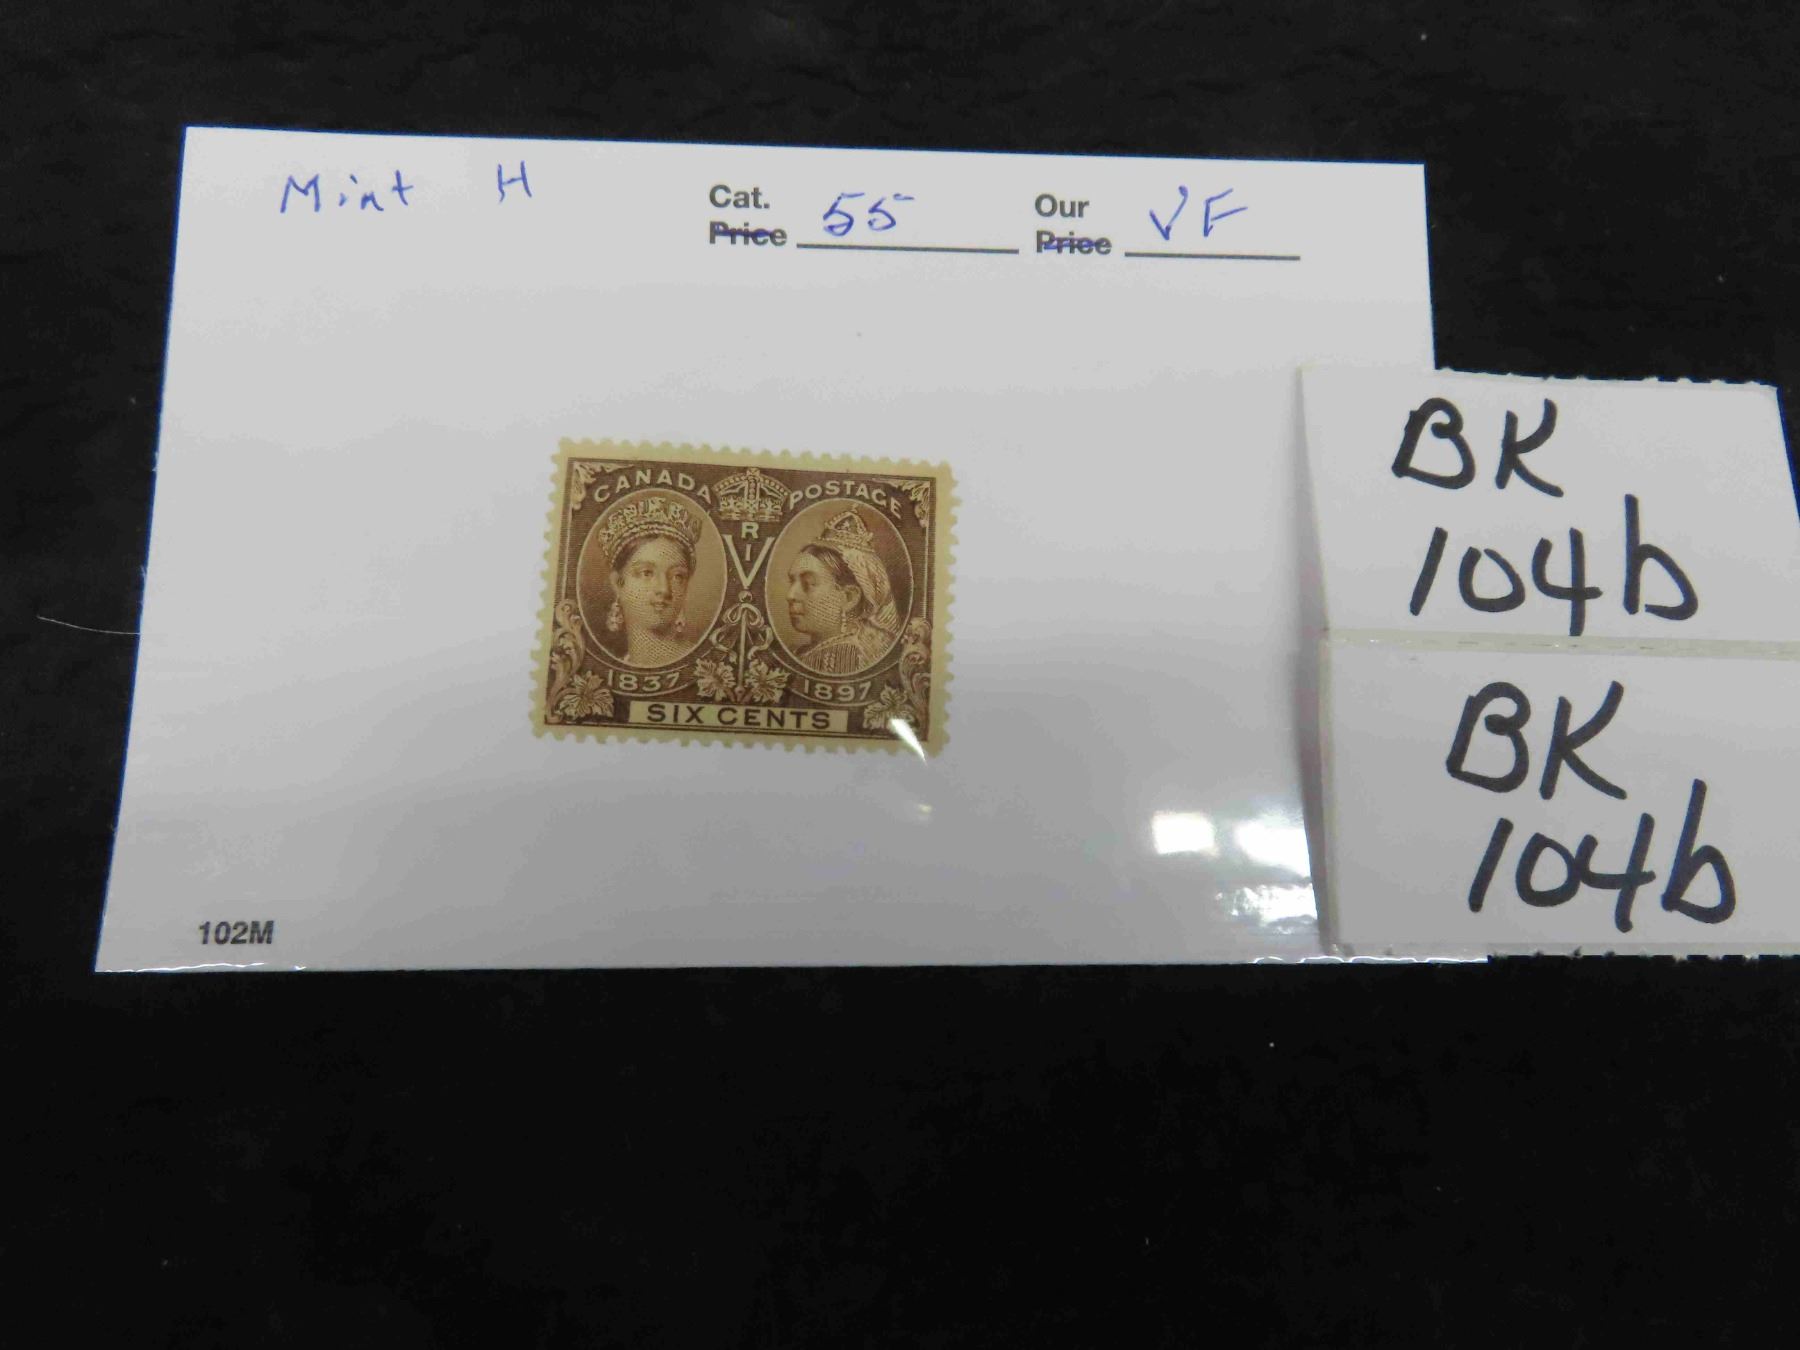 Mint H
Cat. Price 55
Our Price VF
CANADA POSTAGE
V R I
1837 1897
SIX CENTS
BK
104b
BK
104b
102M